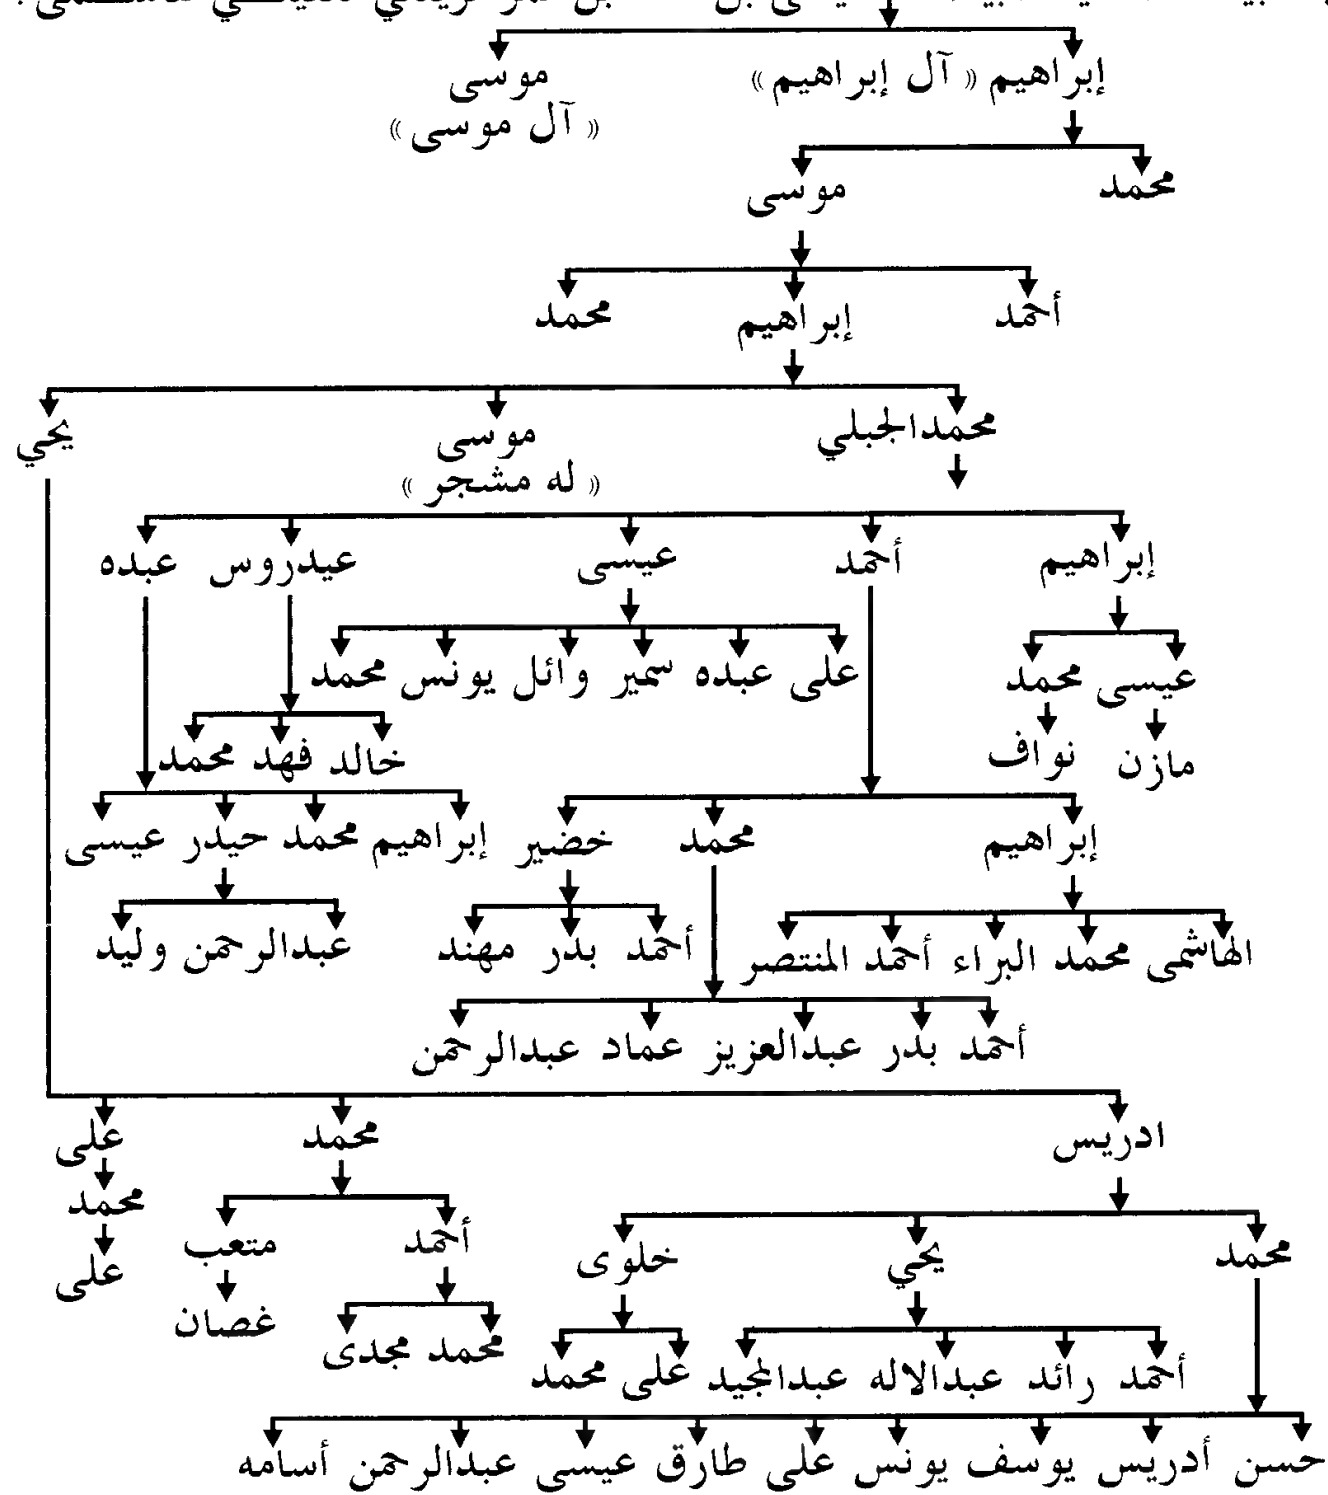 إبراهيم « آل إبراهيم » موسى
« آل موسى »
محمد موسى
أحمد إبراهيم محمد
محمدالجبلي موسى يحي
« له مشجر »
إبراهيم أحمد عيسى عيدروس عبده
عيسى محمد على عبده سمير وائل يونس محمد
مازن نواف خالد فهد محمد
إبراهيم محمد خضير إبراهيم محمد حيدر عيسى
الهاشمى محمد البراء أحمد المنتصر أحمد بدر مهند عبدالرحمن وليد
أحمد بدر عبدالعزيز عماد عبدالرحمن
ادريس محمد على
محمد
محمد يحي خلوى أحمد متعب على
غصان
أحمد رائد عبدالاله عبدالمجيد على محمد محمد مجدى
حسن أدريس يوسف يونس على طارق عيسى عبدالرحمن أسامه